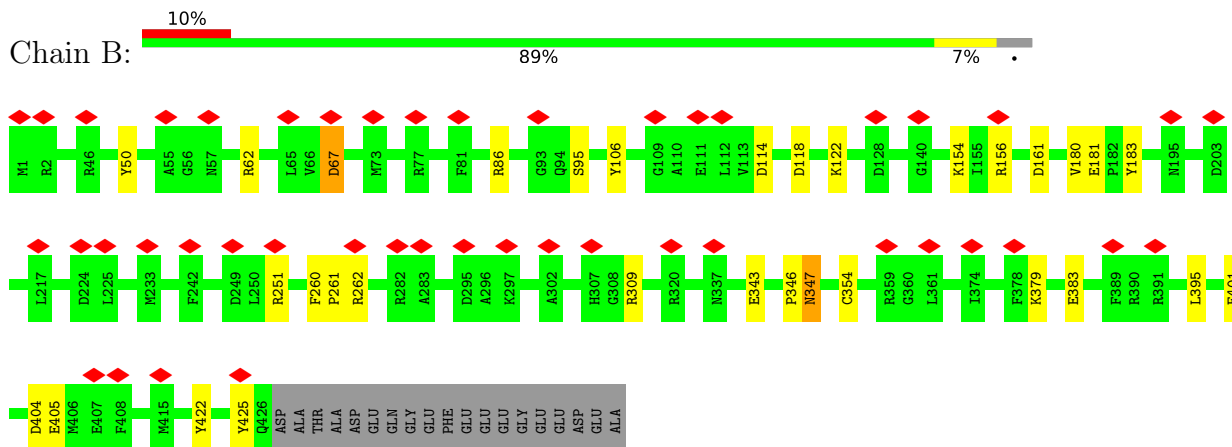 10%
Chain B:
89% 7% •
M1 R2 R46 Y50 A55 G56 N57 R62 L65 V66 D67 M73 R77 F81 R86 G93 Q94 S95 Y106 G109 A110 E111 L112 V113 D114 D118 K122 D128 G140 K154 I155 R156 D161 V180 E181 P182 Y183 N195 D203
L217 D224 L225 M233 F242 D249 L250 R251 F260 P261 R262 R282 A283 D295 A296 K297 A302 H307 G308 R309 R320 N337 E343 P346 N347 C354 R359 G360 L361 I374 F378 K379 E383 F389 R390 R391 L395
D404 E405 M406 E407 F408 M415 Y422 Y425 Q426 ASP ALA THR ALA ASP GLU GLN GLY GLU PHE GLU GLU GLU GLY GLU GLU ASP GLU ALA